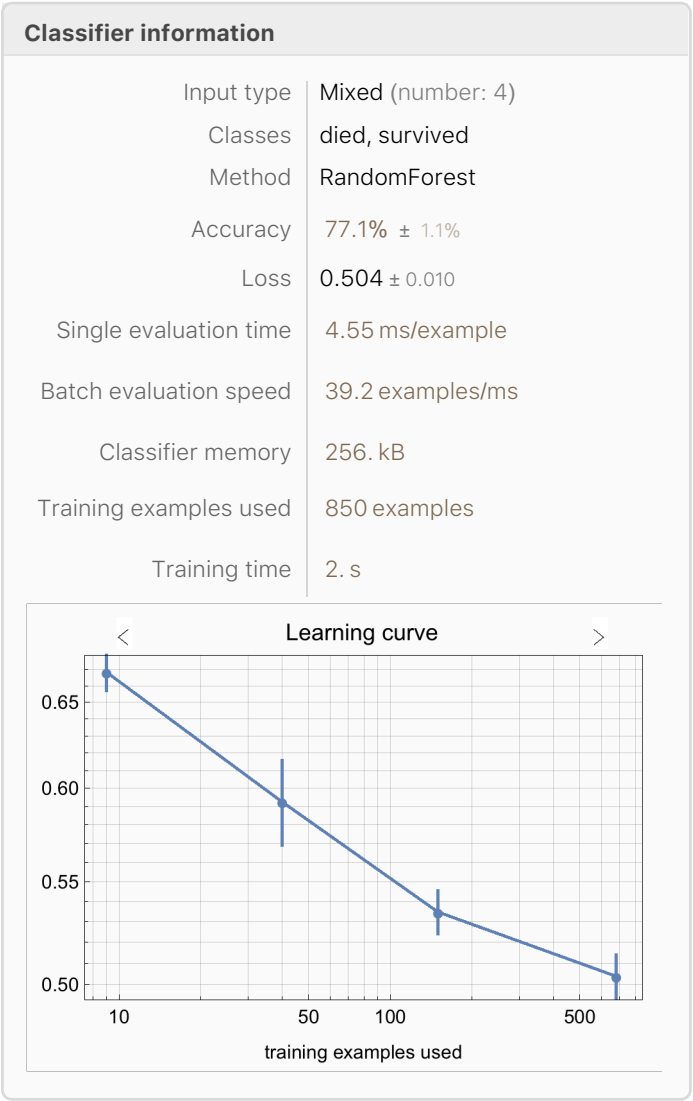 Classifier information
Input type Mixed (number: 4)
Classes died, survived
Method RandomForest
Accuracy 77.1% ± 1.1%
Loss 0.504 ± 0.010
Single evaluation time 4.55 ms/example
Batch evaluation speed 39.2 examples/ms
Classifier memory 256. kB
Training examples used 850 examples
Training time 2. s
< Learning curve >
0.65
0.60
0.55
0.50
10 50 100 500
training examples used